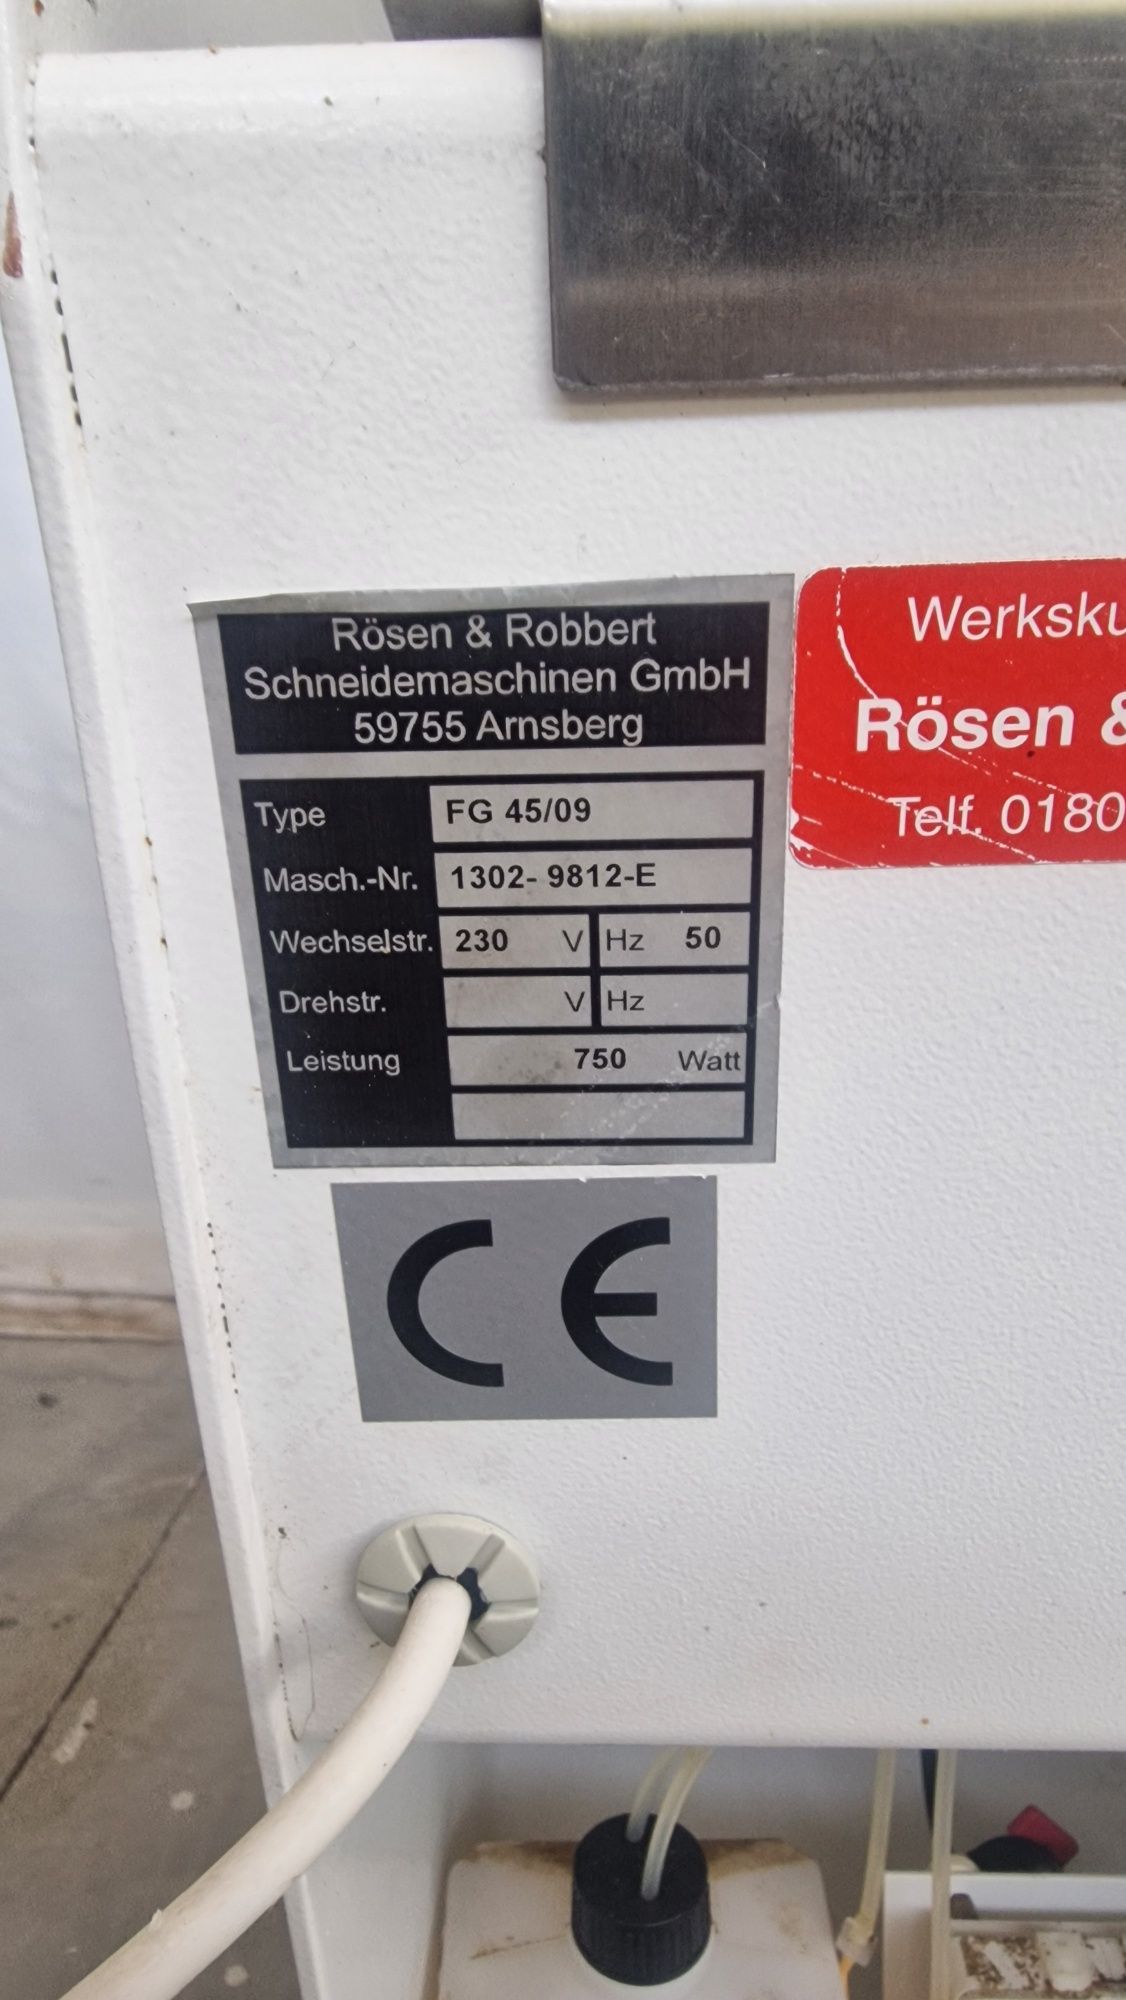 Rösen & Robbert
Schneidemaschinen GmbH
59755 Arnsberg
Type FG 45/09
Masch.-Nr. 1302- 9812-E
Wechselstr. 230 V Hz 50
Drehstr. V Hz
Leistung 750 Watt
CE
Werksku
Rösen &
Telf. 0180